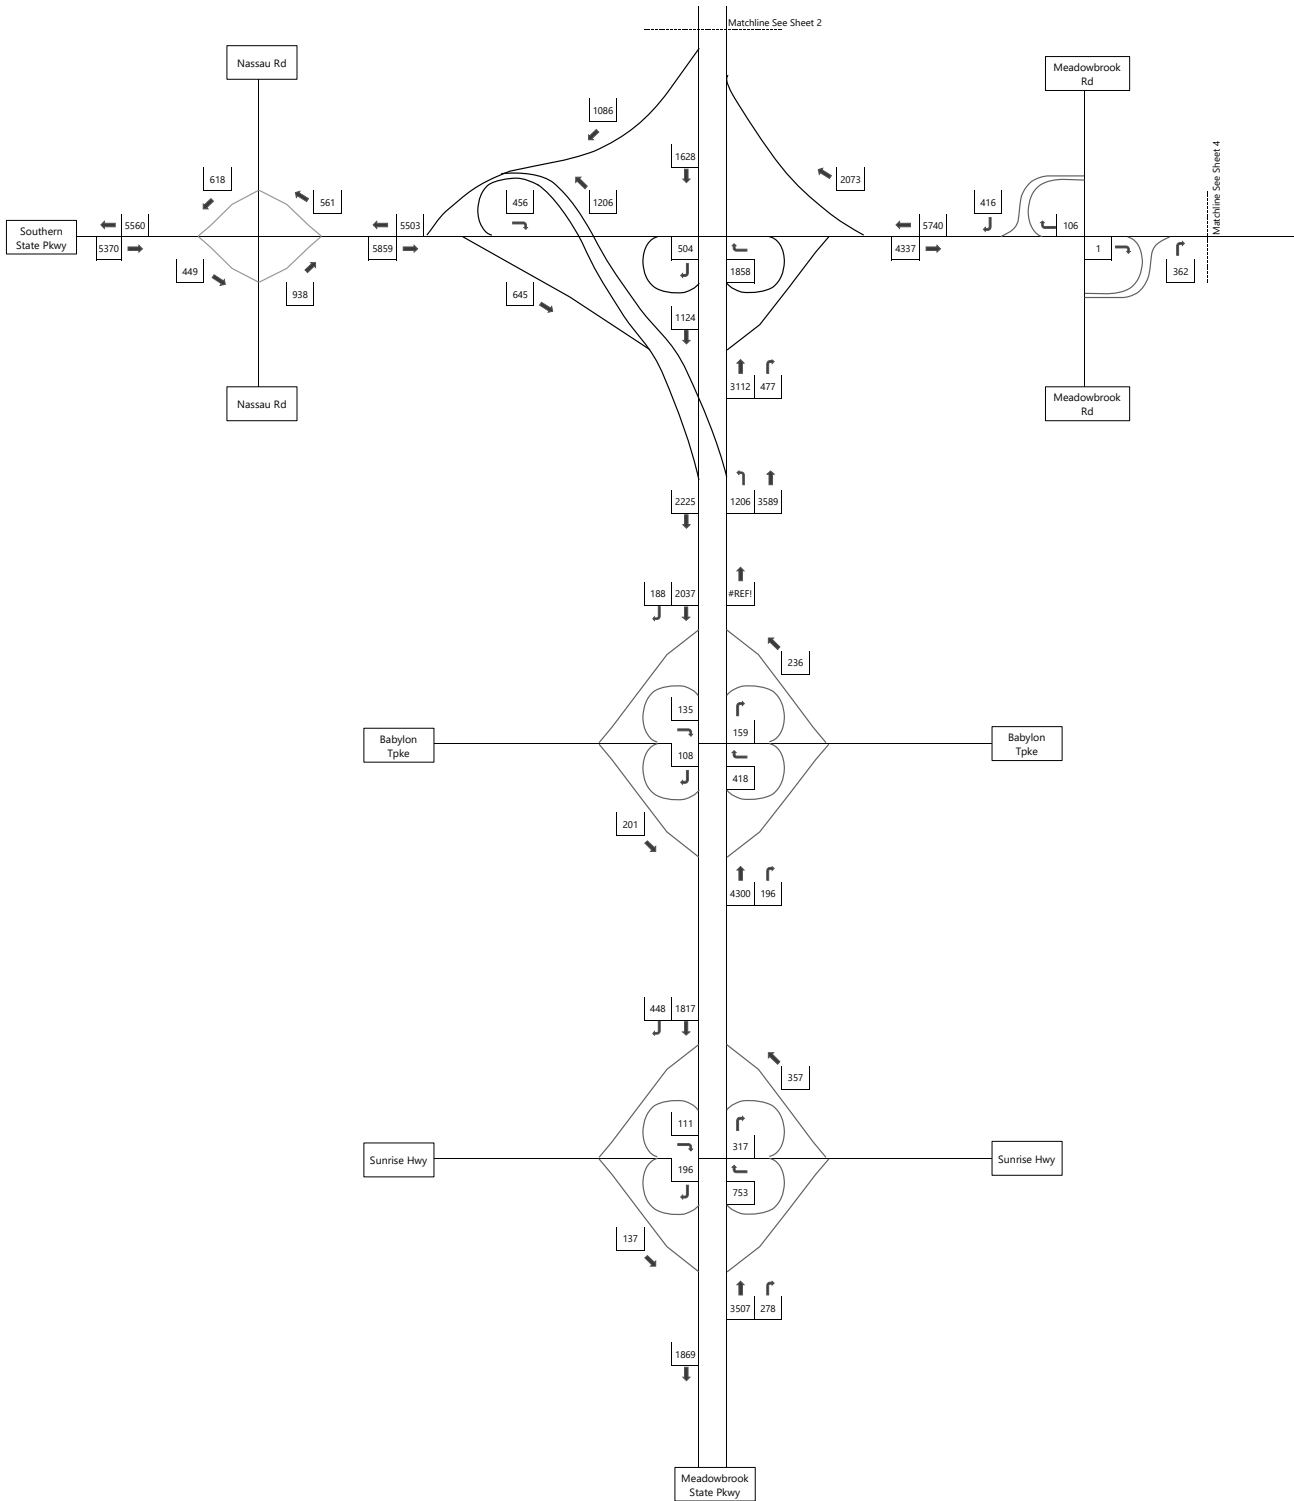 Matchline See Sheet 2
Nassau Rd
Meadowbrook
Rd
1086
1628
Matchline See Sheet 4
618
561
456
1206
2073
416
5560
5503
5740
106
Southern
State Pkwy
5370
5859
504
4337
1
449
938
645
1858
362
1124
3112
477
Nassau Rd
Meadowbrook
Rd
2225
1206
3589
188
2037
#REF!
236
135
159
Babylon
Tpke
108
Babylon
Tpke
418
201
4300
196
448
1817
357
111
317
Sunrise Hwy
196
Sunrise Hwy
753
137
3507
278
1869
Meadowbrook
State Pkwy